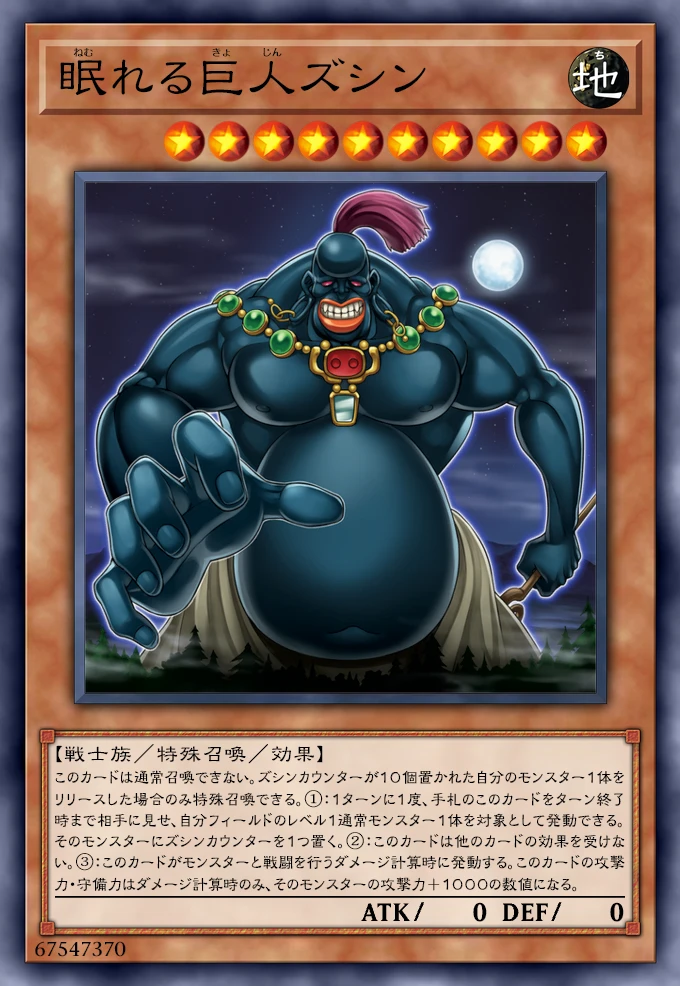 眠れる巨人ズシン
ねむ きょ じん
地
ち
【戦士族／特殊召喚／効果】
このカードは通常召喚できない。ズシンカウンターが１０個置かれた自分のモンスター１体を
リリースした場合のみ特殊召喚できる。①：１ターンに１度、手札のこのカードをターン終了
時まで相手に見せ、自分フィールドのレベル１通常モンスター１体を対象として発動できる。
そのモンスターにズシンカウンターを１つ置く。②：このカードは他のカードの効果を受けな
い。③：このカードがモンスターと戦闘を行うダメージ計算時に発動する。このカードの攻撃
力・守備力はダメージ計算時のみ、そのモンスターの攻撃力＋１０００の数値になる。
ATK/ 0 DEF/ 0
67547370